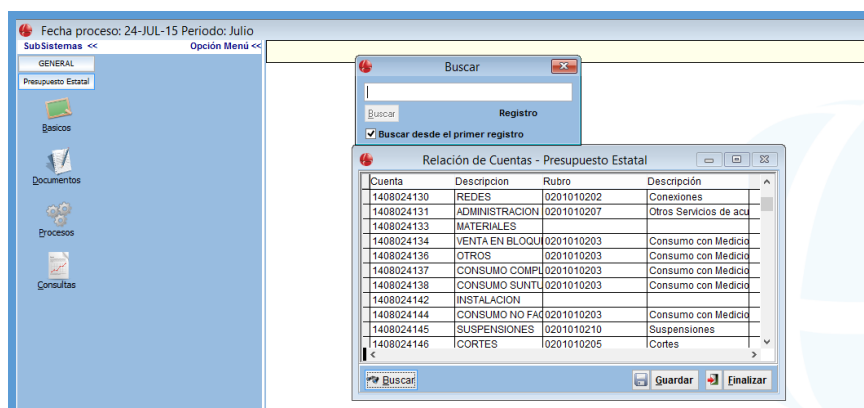 Fecha proceso: 24-JUL-15 Periodo: Julio
SubSistemas << Opción Menú <<
GENERAL
Presupuesto Estatal
Basicos
Documentos
Procesos
Consultas
Buscar
Buscar Registro
Buscar desde el primer registro
Relación de Cuentas - Presupuesto Estatal
Cuenta Descripcion Rubro Descripción
1408024130 REDES 0201010202 Conexiones
1408024131 ADMINISTRACION 0201010207 Otros Servicios de acu
1408024133 MATERIALES
1408024134 VENTA EN BLOQU 0201010203 Consumo con Medicio
1408024136 OTROS 0201010203 Consumo con Medicio
1408024137 CONSUMO COMPL 0201010203 Consumo con Medicio
1408024138 CONSUMO SUNTU 0201010203 Consumo con Medicio
1408024142 INSTALACION
1408024144 CONSUMO NO FAC 0201010203 Consumo con Medicio
1408024145 SUSPENSIONES 0201010210 Suspensiones
1408024146 CORTES 0201010205 Cortes
Buscar Guardar Finalizar